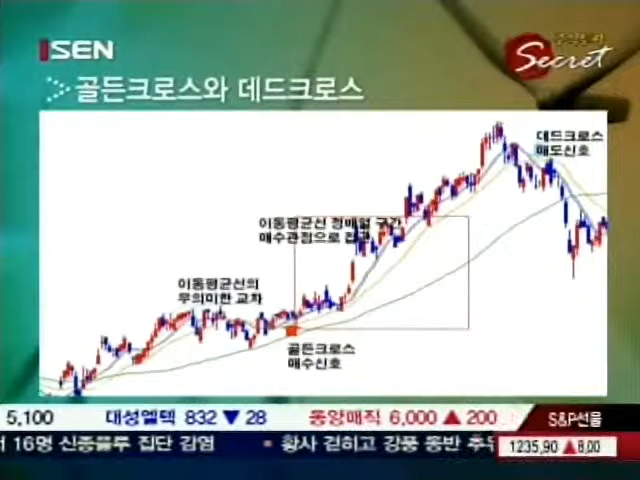 SEN
Secret
골든크로스와 데드크로스
데드크로스
매도신호
이동평균선 정배열 구간
매수관점으로 접근
이동평균선의
무의미한 교차
골든크로스
매수신호
5,100 대성엘텍 832 ▼ 28 동양매직 6,000 ▲ 200 S&P선물
16명 신종플루 집단 감염 황사 걷히고 강풍 동반 추위 1235,90 ▲8,00